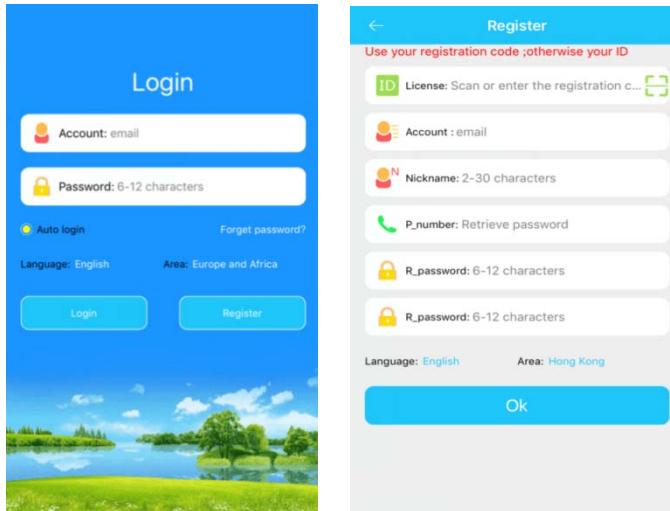 Login
Account: email
Password: 6-12 characters
Auto login Forget password?
Language: English Area: Europe and Africa
Login Register
Register
Use your registration code ;otherwise your ID
ID License: Scan or enter the registration c...
Account : email
N Nickname: 2-30 characters
P_number: Retrieve password
R_password: 6-12 characters
R_password: 6-12 characters
Language: English Area: Hong Kong
Ok